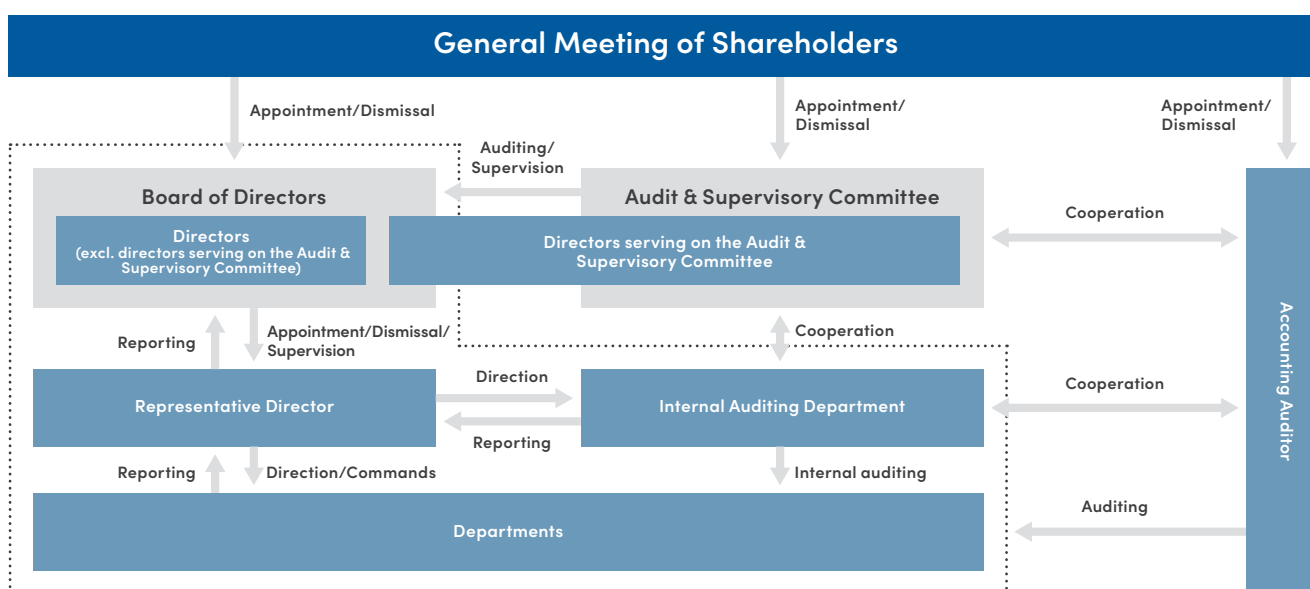 General Meeting of Shareholders
Appointment/Dismissal
Appointment/
Dismissal
Appointment/
Dismissal
Auditing/
Supervision
Board of Directors
Directors
(excl. directors serving on the Audit &
Supervisory Committee)
Audit & Supervisory Committee
Directors serving on the Audit &
Supervisory Committee
Cooperation
Reporting
Appointment/Dismissal/
Supervision
Cooperation
Representative Director
Direction
Reporting
Internal Auditing Department
Cooperation
Accounting Auditor
Reporting
Direction/Commands
Internal auditing
Departments
Auditing